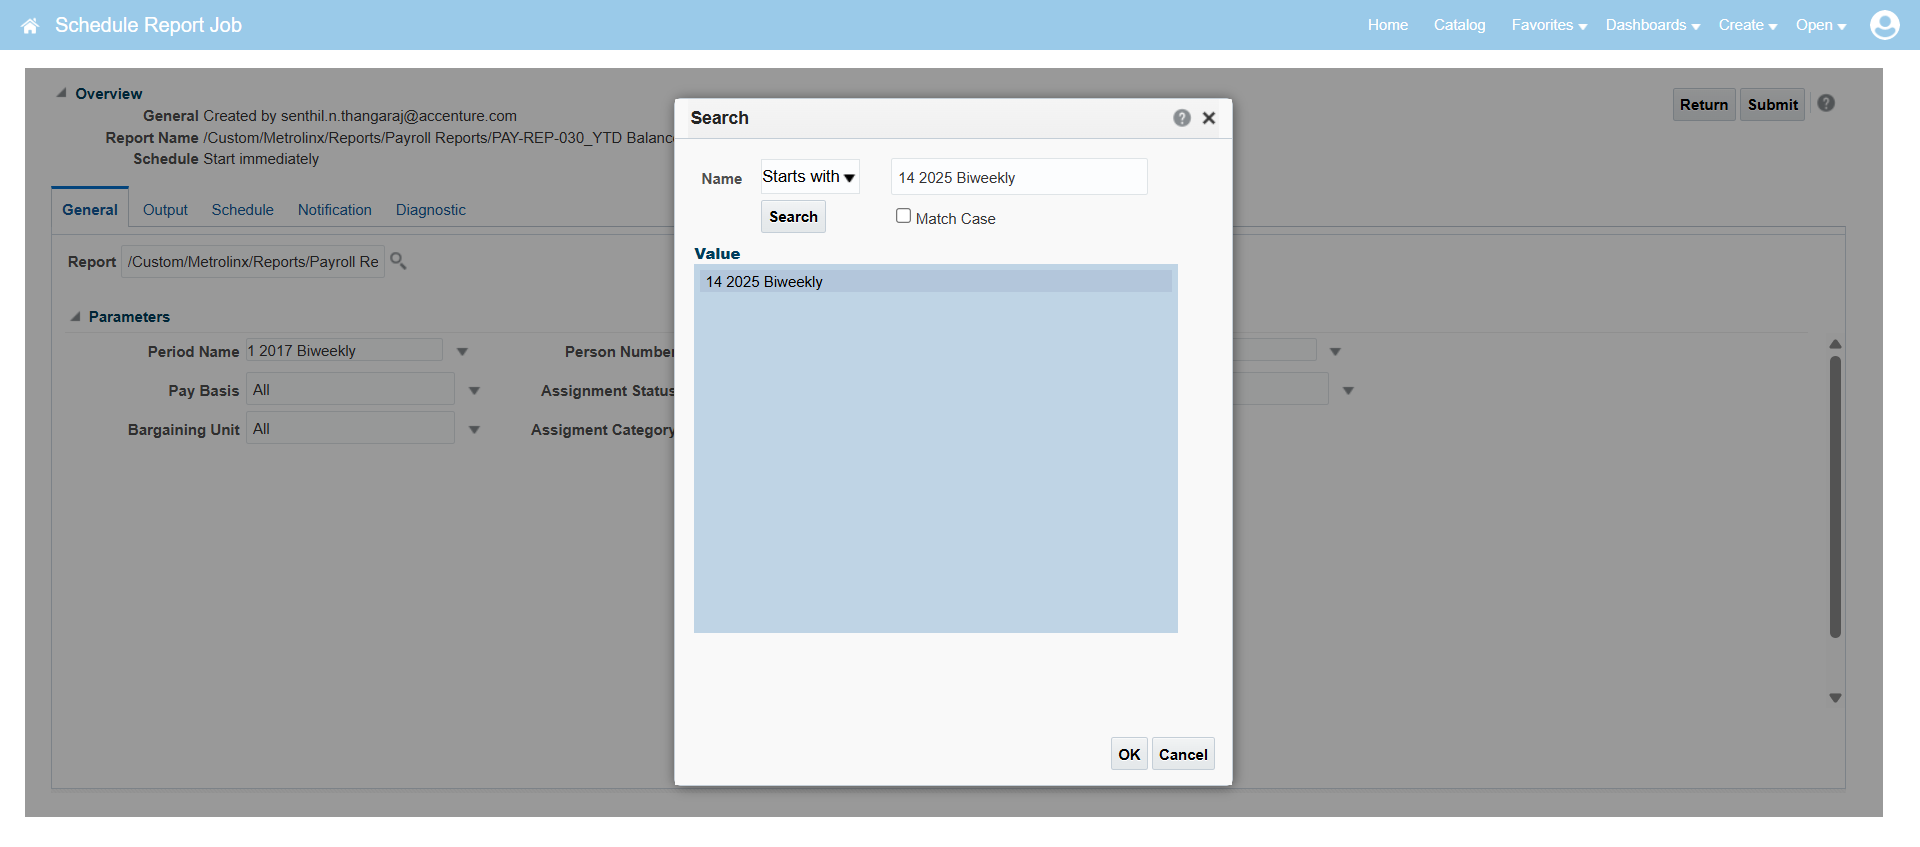 Schedule Report Job
Home Catalog Favorites Dashboards Create Open
Overview
General Created by senthil.n.thangaraj@accenture.com
Report Name /Custom/Metrolinx/Reports/Payroll Reports/PAY-REP-030_YTD Balanc
Schedule Start immediately
Return Submit
General Output Schedule Notification Diagnostic
Report /Custom/Metrolinx/Reports/Payroll Re
Parameters
Period Name 1 2017 Biweekly Person Number
Pay Basis All Assignment Status
Bargaining Unit All Assigment Category
Search
Name Starts with 14 2025 Biweekly
Search Match Case
Value
14 2025 Biweekly
OK Cancel